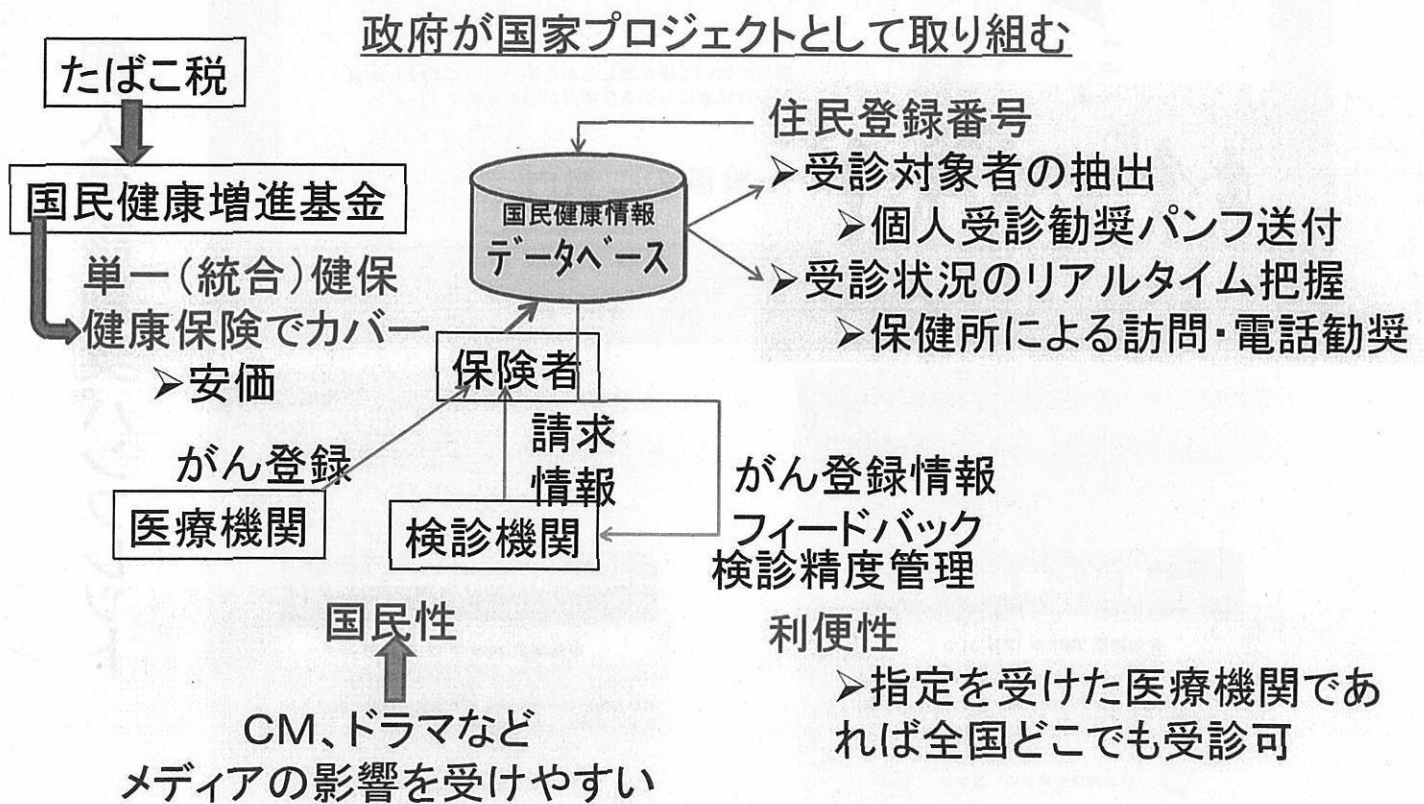 政府が国家プロジェクトとして取り組む
たばこ税
国民健康増進基金
単一(統合)健保
健康保険でカバー
➢安価
国民健康情報
データベース
住民登録番号
➢受診対象者の抽出
➢個人受診勧奨パンフ送付
➢受診状況のリアルタイム把握
➢保健所による訪問・電話勧奨
保険者
請求
情報
がん登録
医療機関
検診機関
がん登録情報
フィードバック
検診精度管理
国民性
CM、ドラマなど
メディアの影響を受けやすい
利便性
➢指定を受けた医療機関であ
れば全国どこでも受診可